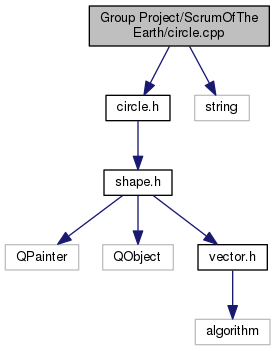 Group Project/ScrumOfThe
Earth/circle.cpp
circle.h
string
shape.h
QPainter
QObject
vector.h
algorithm